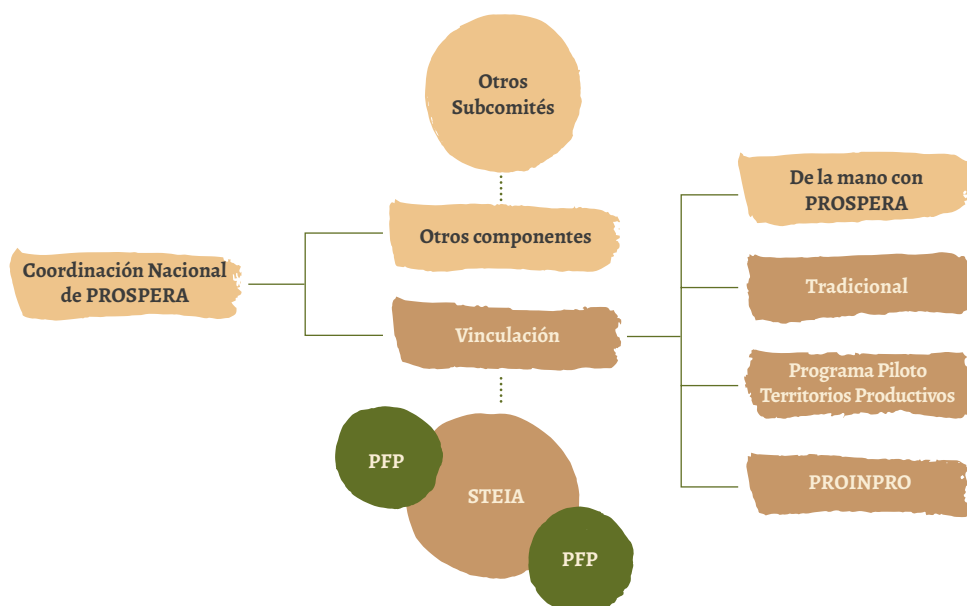 Otros
Subcomités
De la mano con
PROSPERA
Otros componentes
Coordinación Nacional
de PROSPERA
Tradicional
Vinculación
Programa Piloto
Territorios Productivos
PFP
STEIA
PROINPRO
PFP